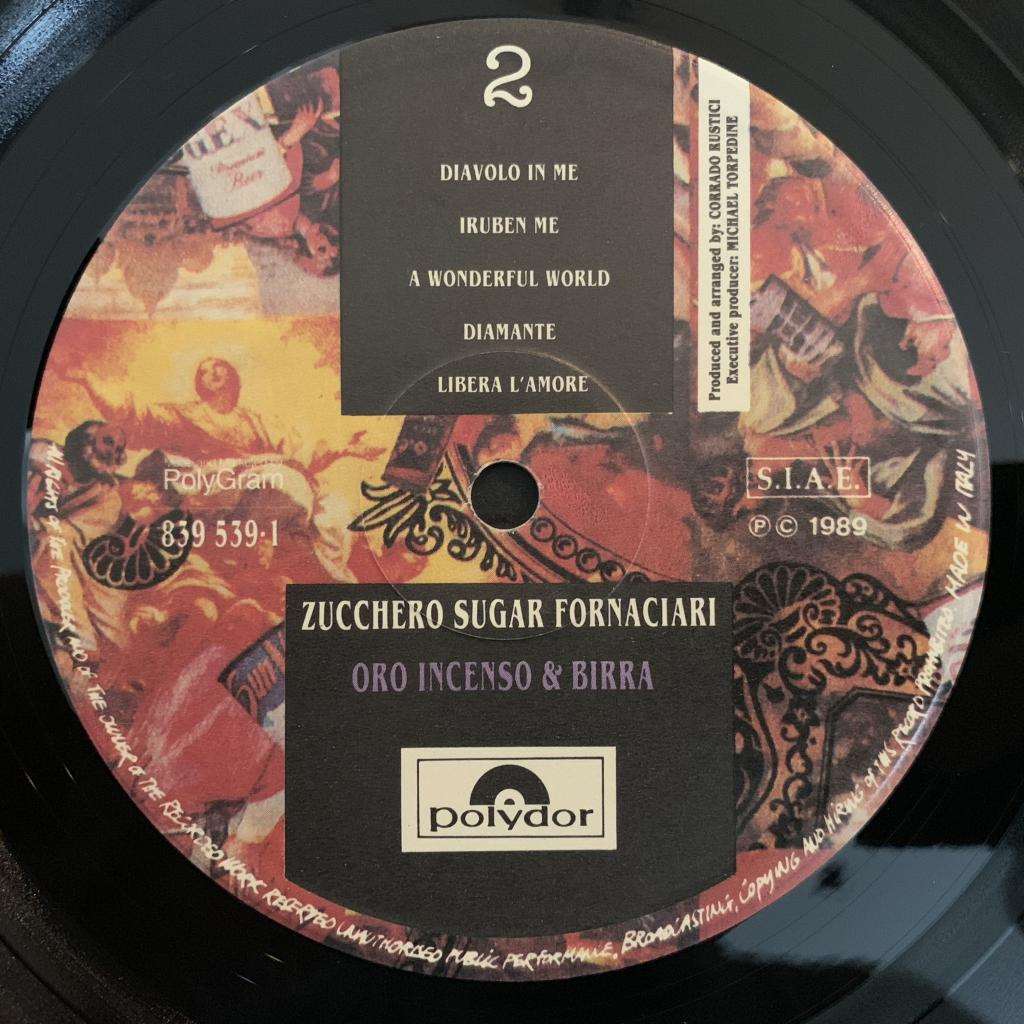 2
DIAVOLO IN ME
IRUBEN ME
A WONDERFUL WORLD
DIAMANTE
LIBERA L'AMORE
Produced and arranged by: CORRADO RUSTICI
Executive producer: MICHAEL TORPEDINE
Premium
Beer
PolyGram
839 539-1
S.I.A.E.
Ⓟ © 1989
ZUCCHERO SUGAR FORNACIARI
ORO INCENSO & BIRRA
polydor
All RIGHTS of the PRODUCER AND of THE OWNER of THE RECORDED WORK RESERVED UNAUTHORISED PUBLIC PERFORMANCE, BROADCASTING, COPYING AND HIRING of THIS RECORD PROHIBITED MADE IN ITALY